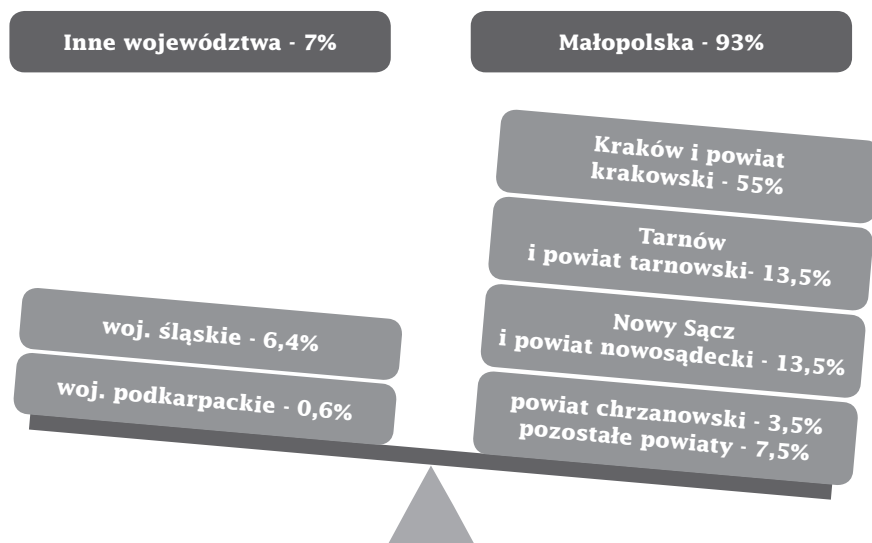 Inne województwa - 7%
Małopolska - 93%
Kraków i powiat
krakowski - 55%
Tarnów
i powiat tarnowski- 13,5%
Nowy Sącz
i powiat nowosądecki - 13,5%
powiat chrzanowski - 3,5%
pozostałe powiaty - 7,5%
woj. śląskie - 6,4%
woj. podkarpackie - 0,6%